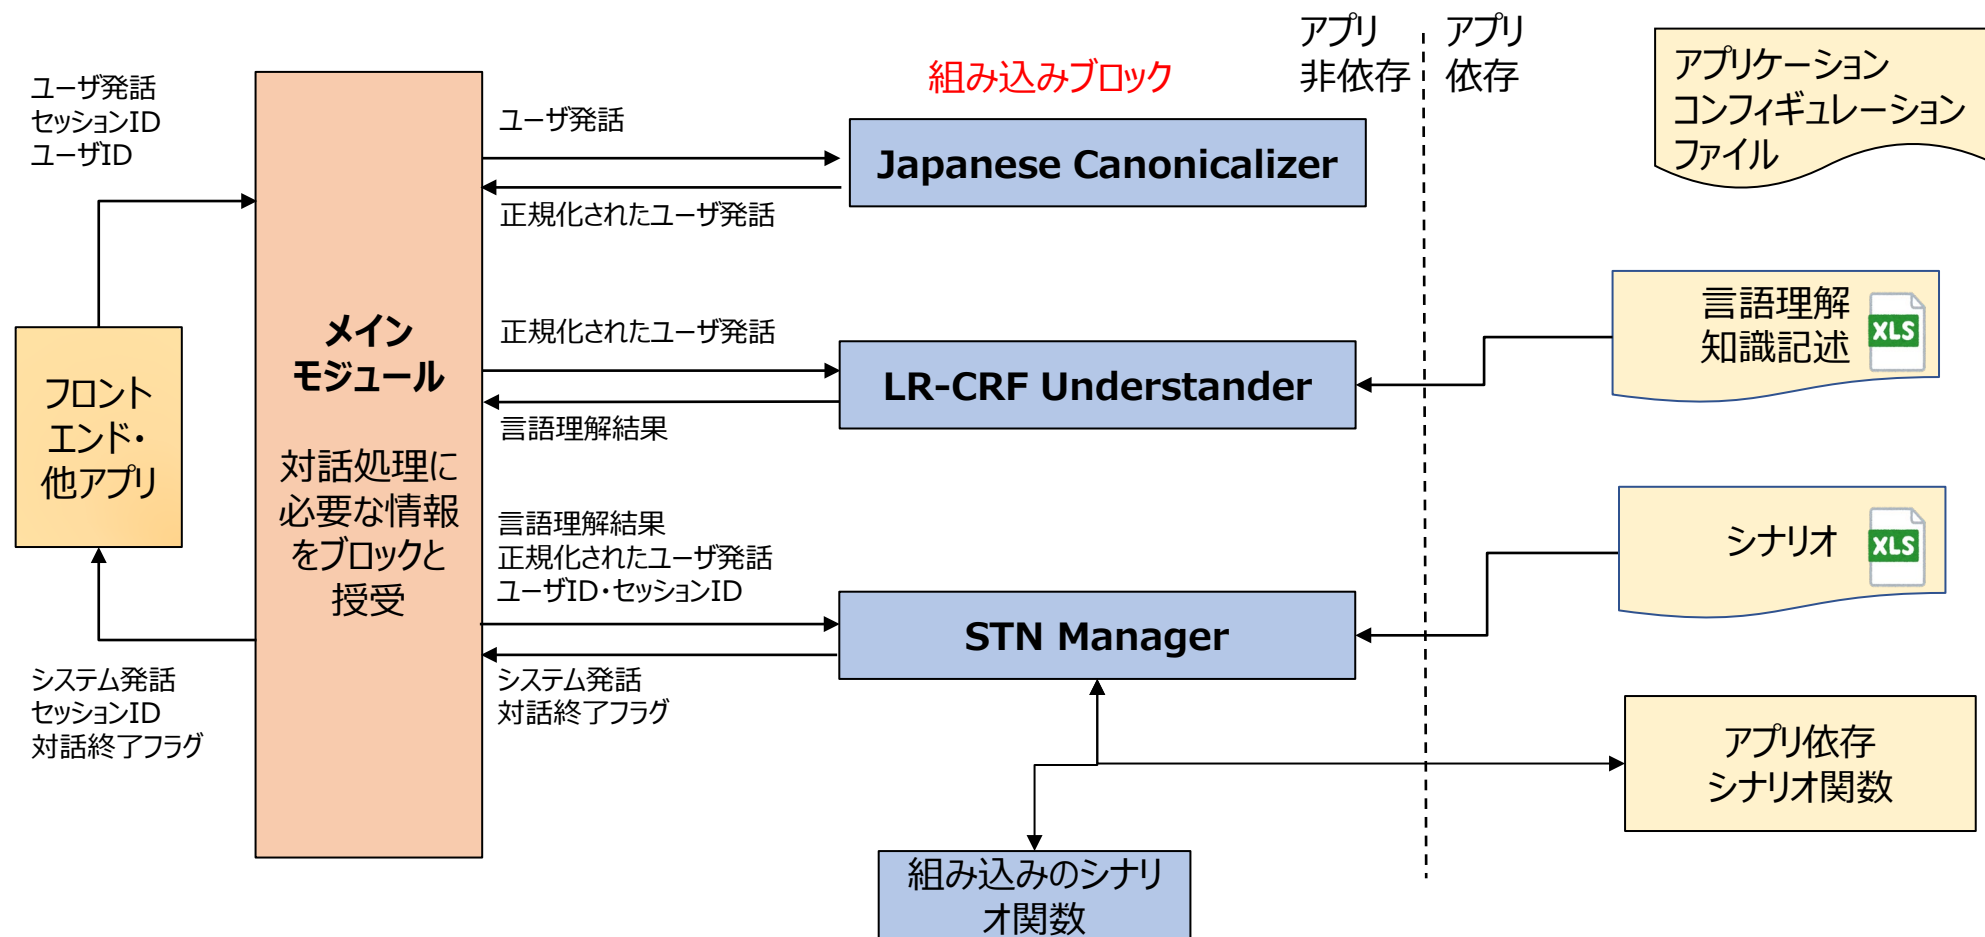 ユーザ発話
セッションID
ユーザID
フロント
エンド・
他アプリ
システム発話
セッションID
対話終了フラグ
メイン
モジュール
対話処理に
必要な情報
をブロックと
授受
組み込みブロック
アプリ
非依存
アプリ
依存
ユーザ発話
Japanese Canonicalizer
正規化されたユーザ発話
正規化されたユーザ発話
LR-CRF Understander
言語理解結果
言語理解結果
正規化されたユーザ発話
ユーザID・セッションID
STN Manager
システム発話
対話終了フラグ
組み込みのシナリ
オ関数
アプリケーション
コンフィギュレーション
ファイル
言語理解
知識記述
XLS
シナリオ
XLS
アプリ依存
シナリオ関数